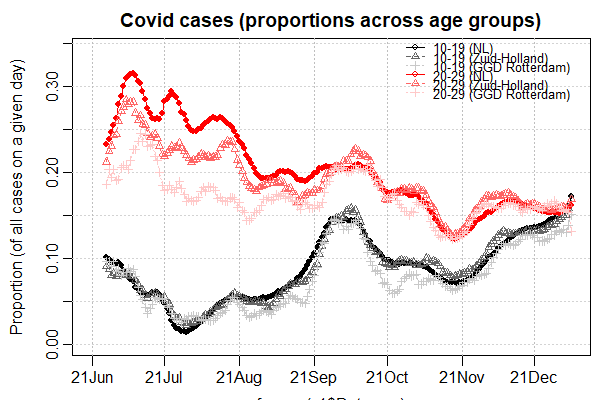 Covid cases (proportions across age groups)
Proportion (of all cases on a given day)
0.30
0.20
0.10
0.00
10-19 (NL)
10-19 (Zuid-Holland)
10-19 (GGD Rotterdam)
20-29 (NL)
20-29 (Zuid-Holland)
20-29 (GGD Rotterdam)
21Jun
21Jul
21Aug
21Sep
21Oct
21Nov
21Dec